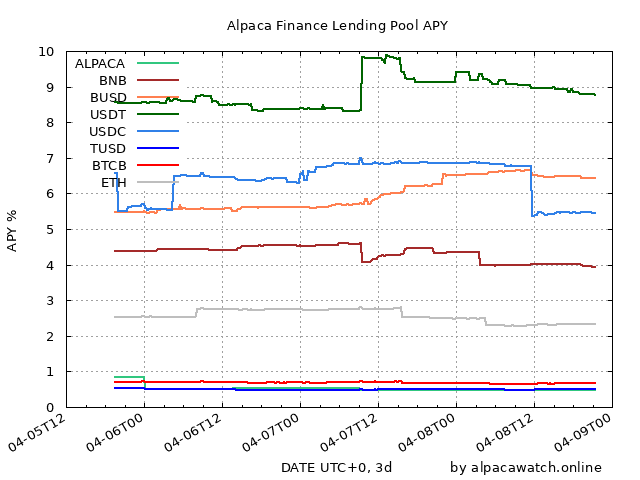 Alpaca Finance Lending Pool APY
APY %
10
9
8
7
6
5
4
3
2
1
0
ALPACA
BNB
BUSD
USDT
USDC
TUSD
BTCB
ETH
04-05T12
04-06T00
04-06T12
04-07T00
04-07T12
04-08T00
04-08T12
04-09T00
DATE UTC+0, 3d
by alpacawatch.online